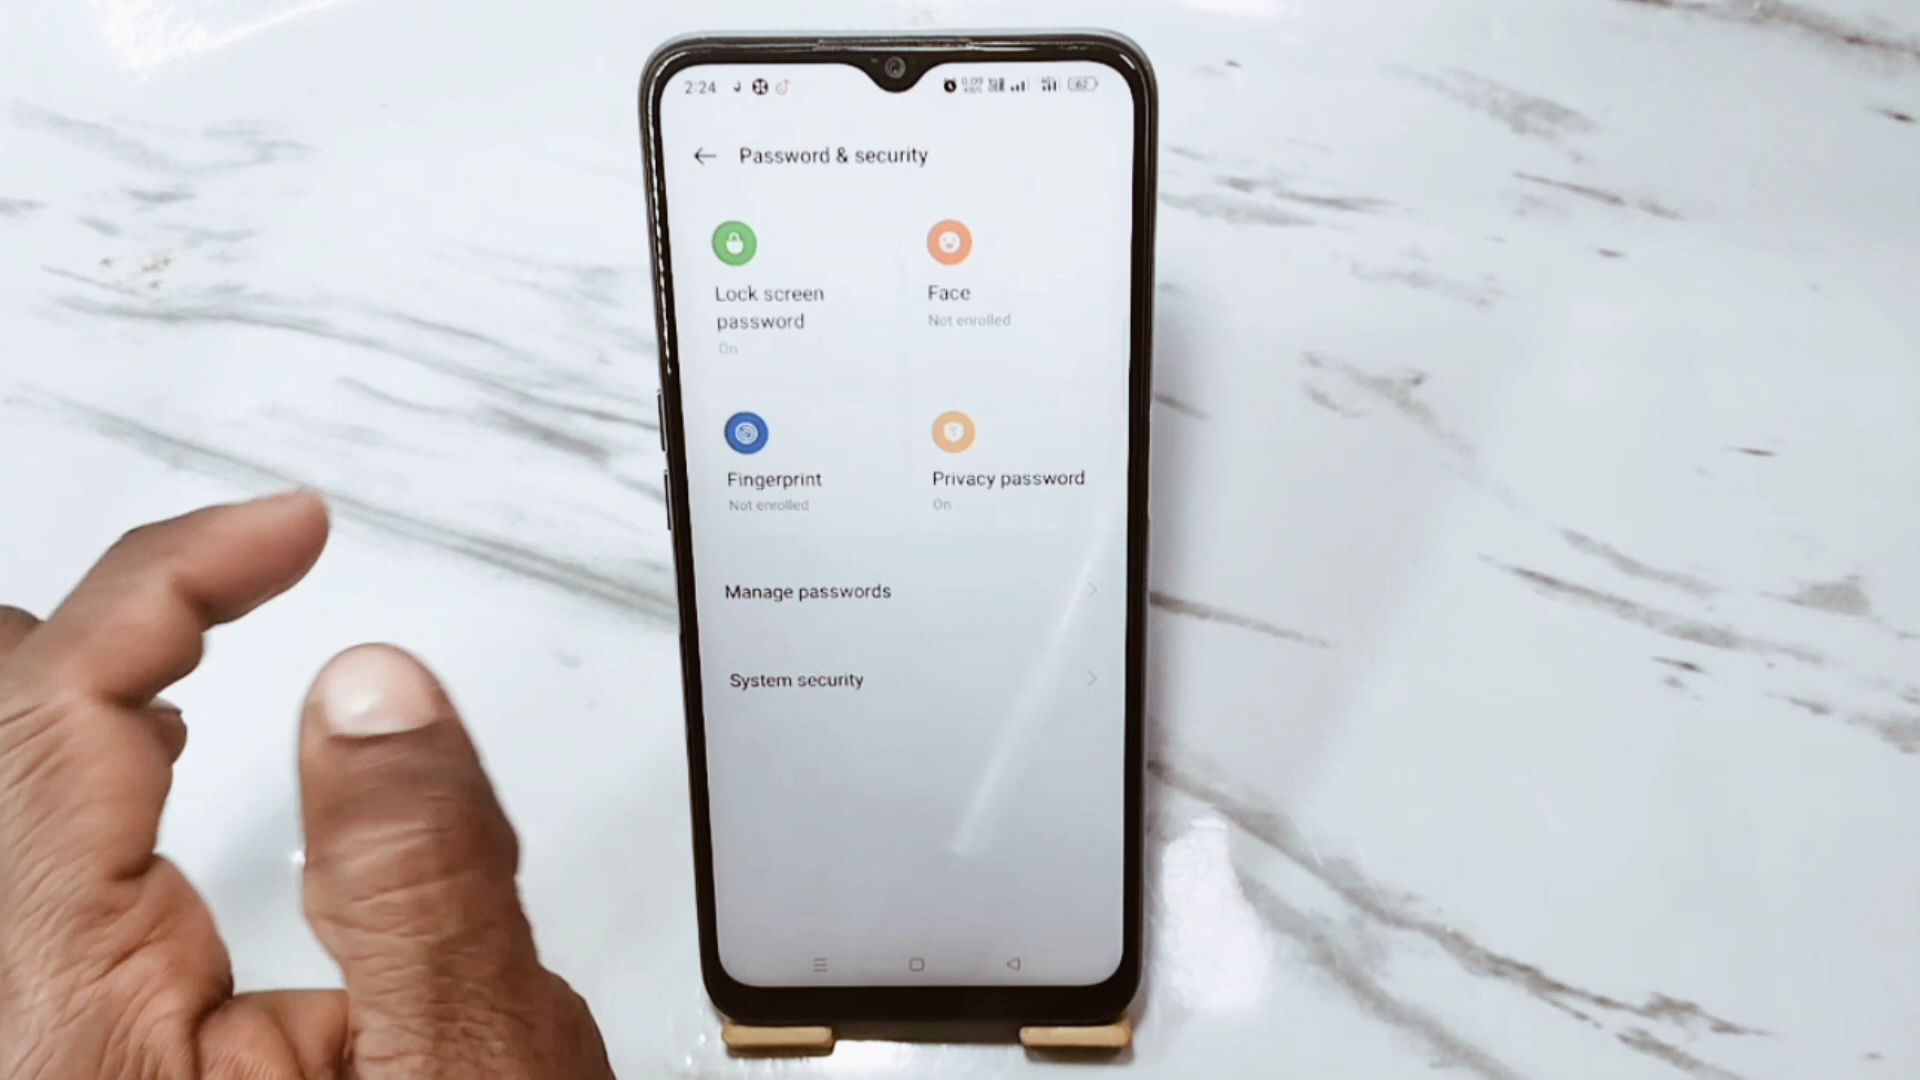 2:24
62
Password & security
Lock screen
password
On
Face
Not enrolled
Fingerprint
Not enrolled
Privacy password
On
Manage passwords
System security